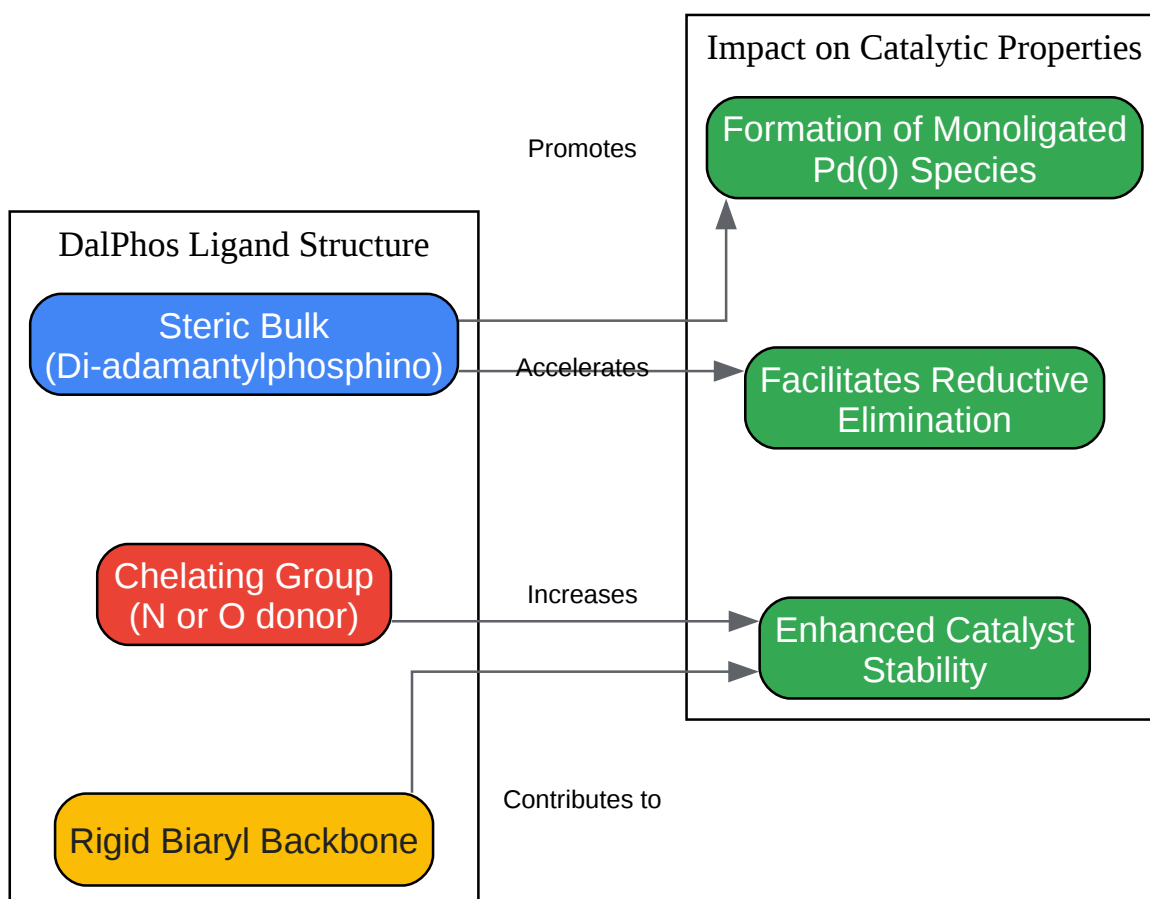 Impact on Catalytic Properties
Formation of Monoligated
Pd(0) Species
Promotes
DalPhos Ligand Structure
Steric Bulk
(Di-adamantylphosphino)
Accelerates
Facilitates Reductive
Elimination
Chelating Group
(N or O donor)
Increases
Enhanced Catalyst
Stability
Contributes to
Rigid Biaryl Backbone